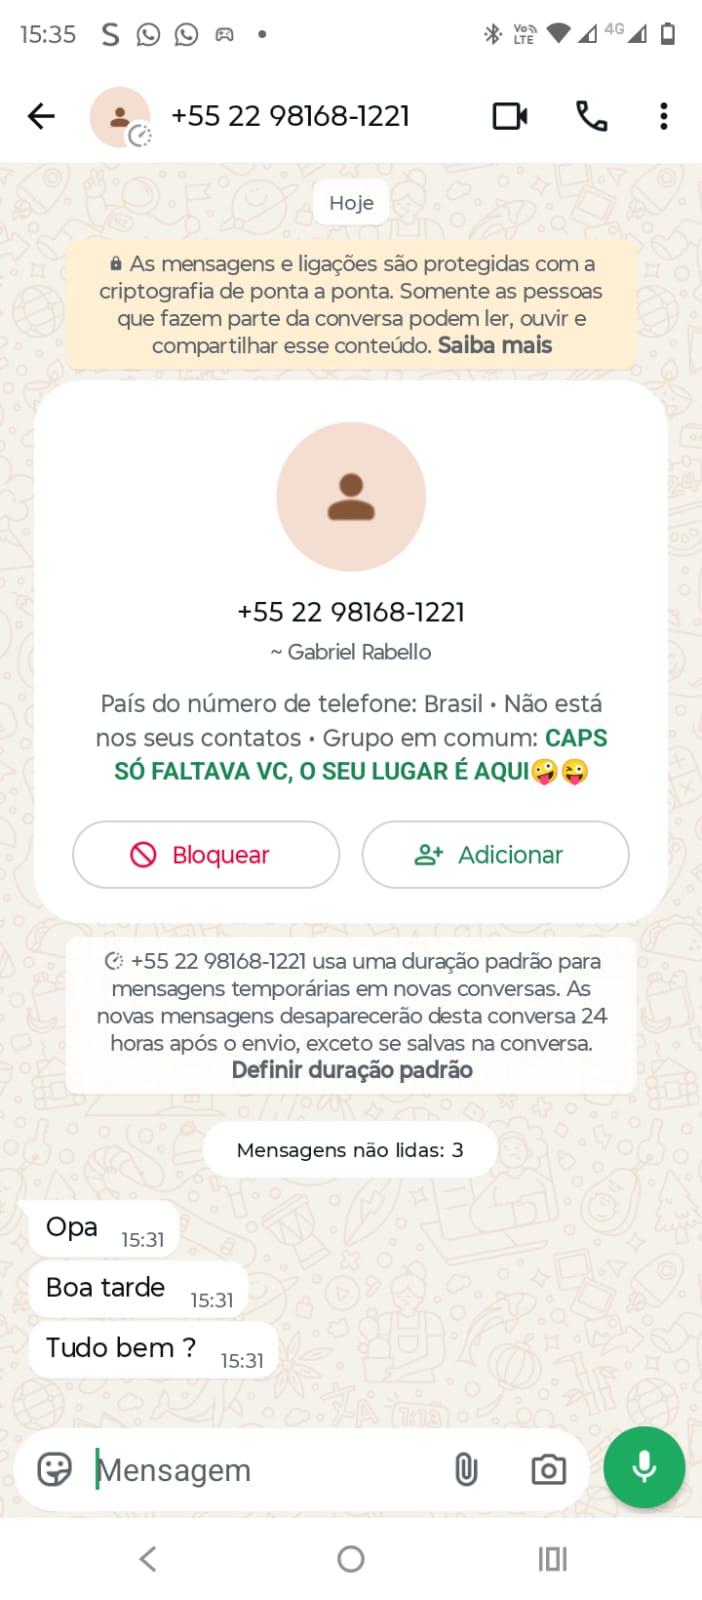 15:35 S 4G
Vo LTE
+55 22 98168-1221
Hoje
As mensagens e ligações são protegidas com a
criptografia de ponta a ponta. Somente as pessoas
que fazem parte da conversa podem ler, ouvir e
compartilhar esse conteúdo. Saiba mais
+55 22 98168-1221
~ Gabriel Rabello
País do número de telefone: Brasil • Não está
nos seus contatos • Grupo em comum: CAPS
SÓ FALTAVA VC, O SEU LUGAR É AQUI🤪😜
Bloquear
Adicionar
+55 22 98168-1221 usa uma duração padrão para
mensagens temporárias em novas conversas. As
novas mensagens desaparecerão desta conversa 24
horas após o envio, exceto se salvas na conversa.
Definir duração padrão
Mensagens não lidas: 3
Opa 15:31
Boa tarde 15:31
Tudo bem ? 15:31
Mensagem